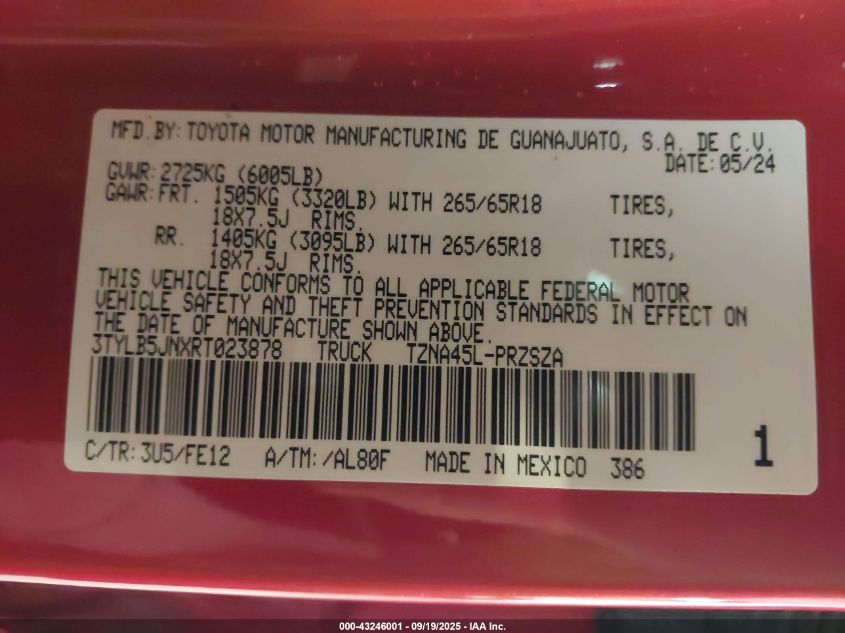 MFD.BY:TOYOTA MOTOR MANUFACTURING DE GUANAJUATO, S.A. DE C.V.
DATE:05/24
GVWR:2725KG (6005LB)
GAWR:FRT. 1505KG (3320LB) WITH 265/65R18 TIRES,
18X7.5J RIMS.
RR. 1405KG (3095LB) WITH 265/65R18 TIRES,
18X7.5J RIMS.
THIS VEHICLE CONFORMS TO ALL APPLICABLE FEDERAL MOTOR
VEHICLE SAFETY AND THEFT PREVENTION STANDARDS IN EFFECT ON
THE DATE OF MANUFACTURE SHOWN ABOVE.
3TYLB5JNXRT023878 TRUCK TZNA45L-PRZSZA
C/TR:3U5/FE12 A/TM:/AL80F MADE IN MEXICO 386
1
000-43246001 - 09/19/2025 - IAA Inc.